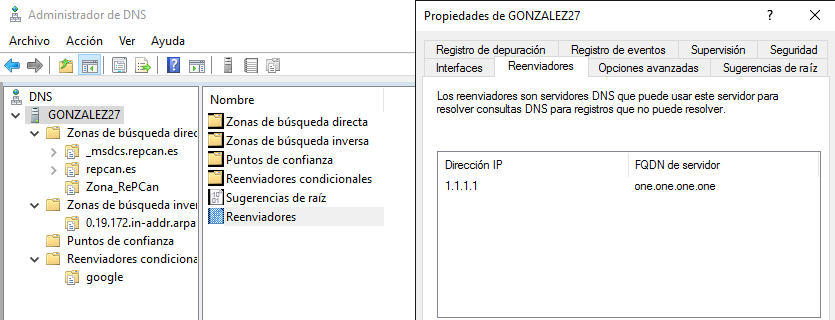 Administrador de DNS
Archivo Acción Ver Ayuda
DNS
GONZALEZ27
Zonas de búsqueda direc
_msdcs.repcan.es
repcan.es
Zona_RePCan
Zonas de búsqueda inver
0.19.172.in-addr.arpa
Puntos de confianza
Reenviadores condiciona
google
Nombre
Zonas de búsqueda directa
Zonas de búsqueda inversa
Puntos de confianza
Reenviadores condicionales
Sugerencias de raíz
Reenviadores
Propiedades de GONZALEZ27
Registro de depuración Registro de eventos Supervisión Seguridad
Interfaces Reenviadores Opciones avanzadas Sugerencias de raíz
Los reenviadores son servidores DNS que puede usar este servidor para
resolver consultas DNS para registros que no puede resolver.
Dirección IP FQDN de servidor
1.1.1.1 one.one.one.one